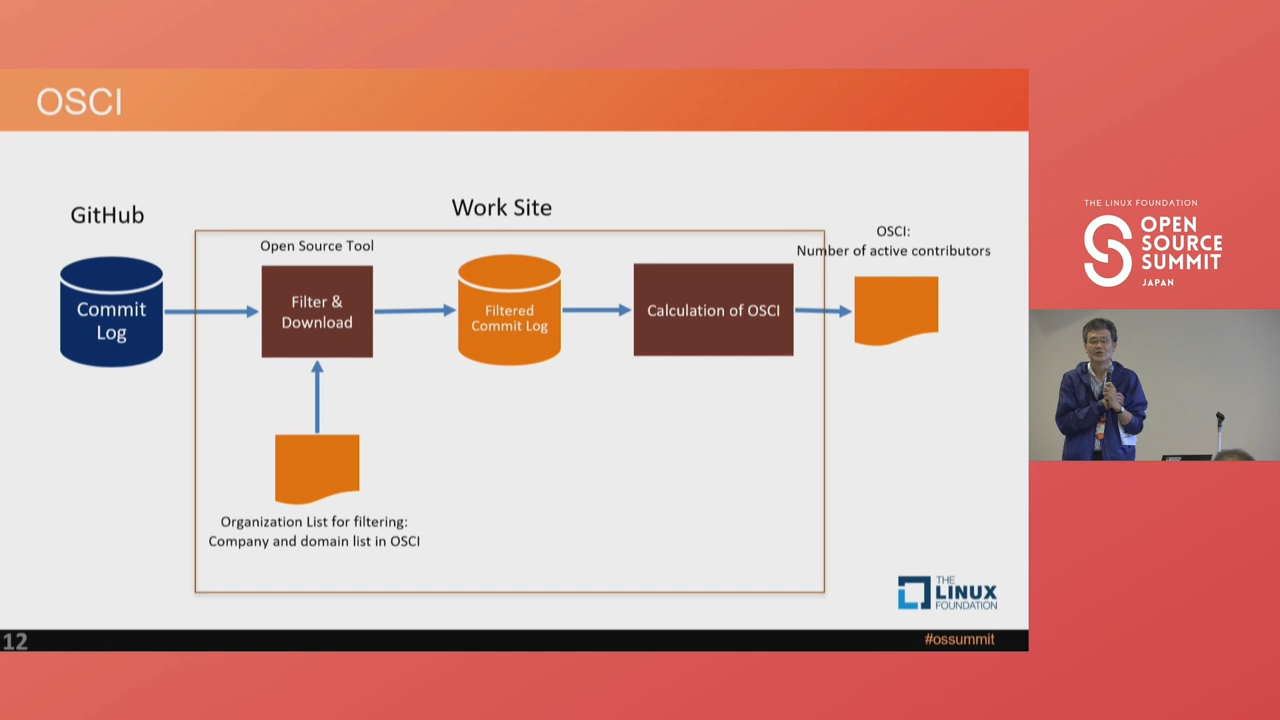 OSCI
GitHub
Work Site
Open Source Tool
OSCI:
Number of active contributors
Commit
Log
Filter &
Download
Filtered
Commit Log
Calculation of OSCI
Organization List for filtering:
Company and domain list in OSCI
THE
LINUX
FOUNDATION
12
#ossummit
THE LINUX FOUNDATION
OPEN
SOURCE
SUMMIT
JAPAN